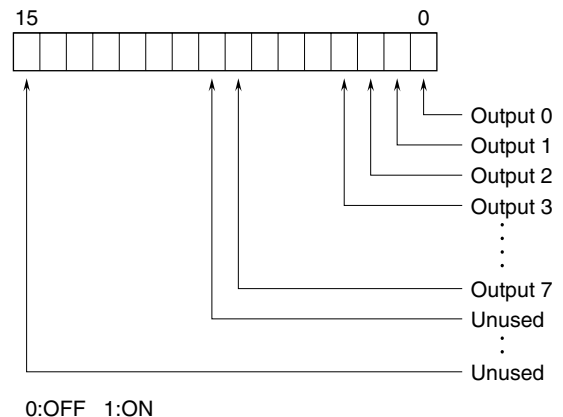 15 0
Output 0
Output 1
Output 2
Output 3
Output 7
Unused
Unused
0:OFF 1:ON